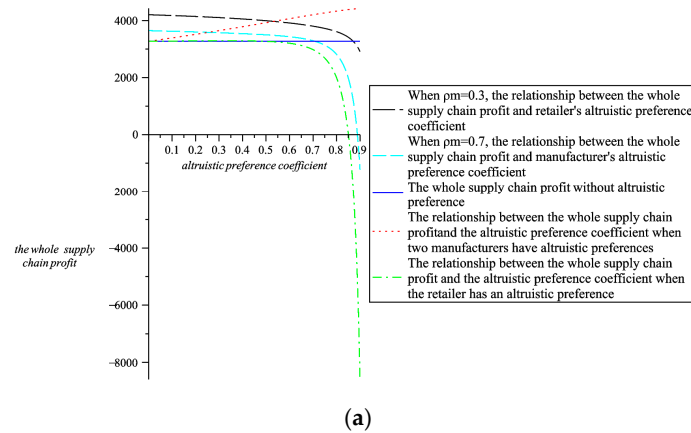 4000
2000
0
0.1 0.2 0.3 0.4 0.5 0.6 0.7 0.8 0.9
altruistic preference coefficient
2000
the whole supply
chain profit
−4000
−6000
−8000
When ρm=0.3, the relationship between the whole
supply chain profit and retailer's altruistic preference
coefficient
When ρm=0.7, the relationship between the whole
supply chain profit and manufacturer's altruistic
preference coefficient
The whole supply chain profit without altruistic
preference
The relationship between the whole supply chain
profitand the altruistic preference coefficient when
two manufacturers have altruistic preferences
The relationship between the whole supply chain
profit and the altruistic preference coefficient when
the retailer has an altruistic preference
(a)